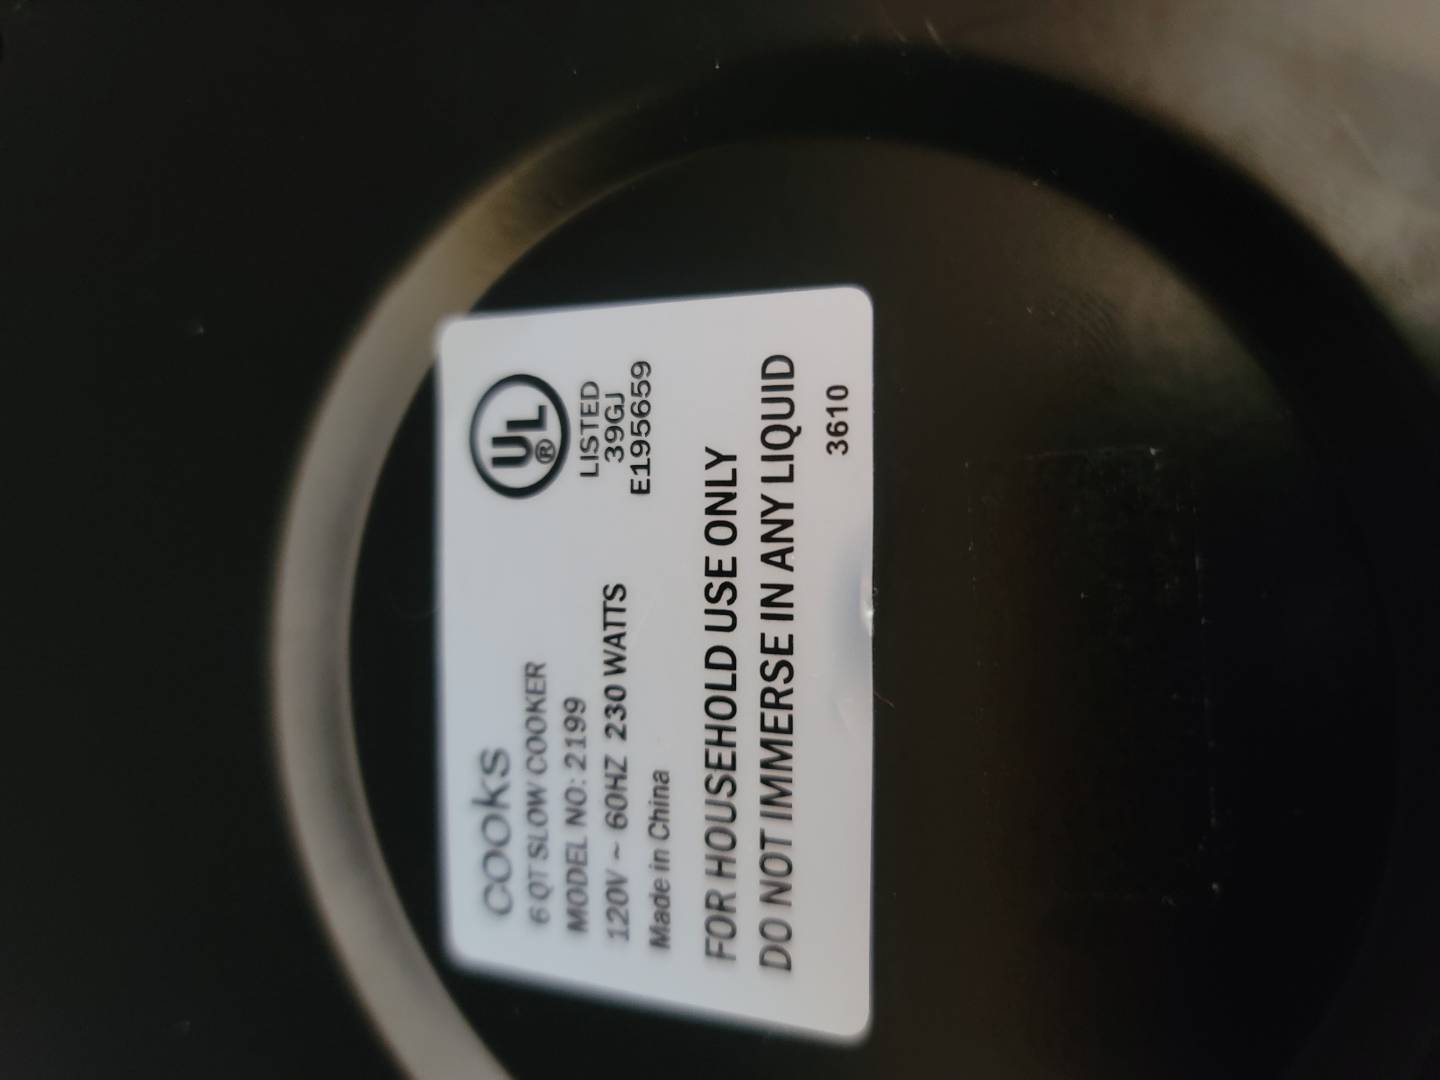 cooks
6 QT SLOW COOKER
MODEL NO: 2199
120V ~ 60HZ 230 WATTS
Made in China
UL®
LISTED
39GJ
E195659
FOR HOUSEHOLD USE ONLY
DO NOT IMMERSE IN ANY LIQUID
3610